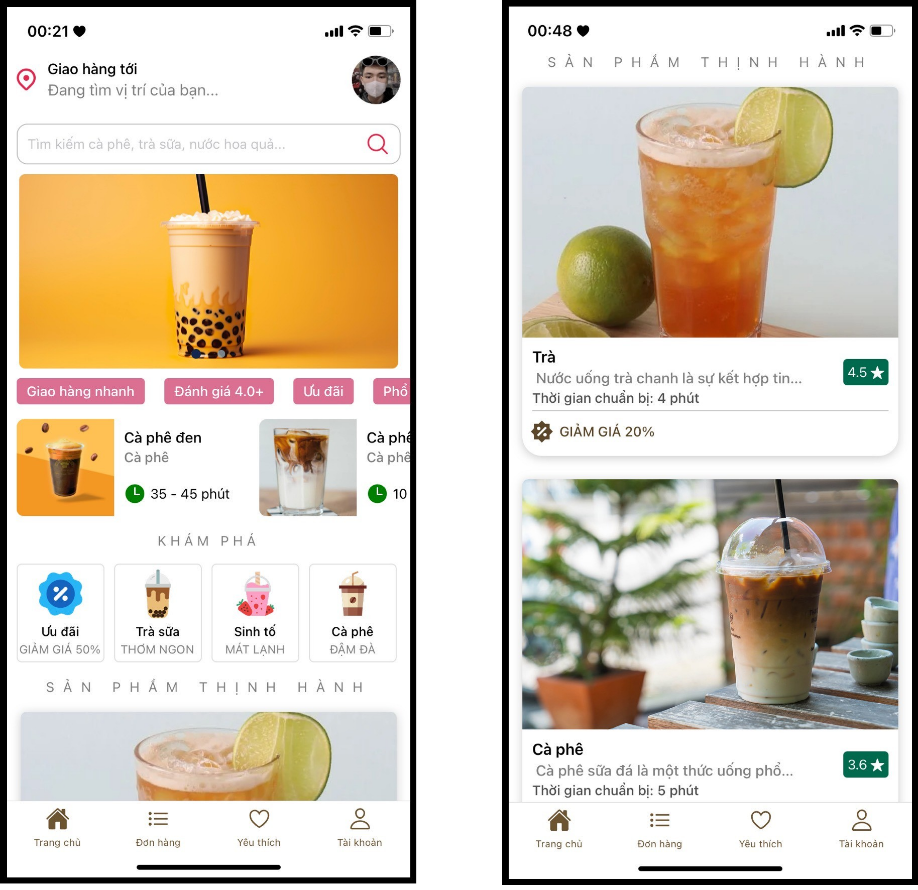 00:21
Giao hàng tới
Đang tìm vị trí của bạn...
Tìm kiếm cà phê, trà sữa, nước hoa quả...
Giao hàng nhanh
Đánh giá 4.0+
Ưu đãi
Phổ
Cà phê đen
Cà phê
35 - 45 phút
Cà phê
Cà phê
10
KHÁM PHÁ
Ưu đãi
GIẢM GIÁ 50%
Trà sữa
THƠM NGON
Sinh tố
MÁT LẠNH
Cà phê
ĐẬM ĐÀ
SẢN PHẨM THỊNH HÀNH
Trang chủ
Đơn hàng
Yêu thích
Tài khoản
00:48
SẢN PHẨM THỊNH HÀNH
Trà
Nước uống trà chanh là sự kết hợp tin...
4.5
Thời gian chuẩn bị: 4 phút
GIẢM GIÁ 20%
Cà phê
Cà phê sữa đá là một thức uống phổ...
3.6
Thời gian chuẩn bị: 5 phút
Trang chủ
Đơn hàng
Yêu thích
Tài khoản